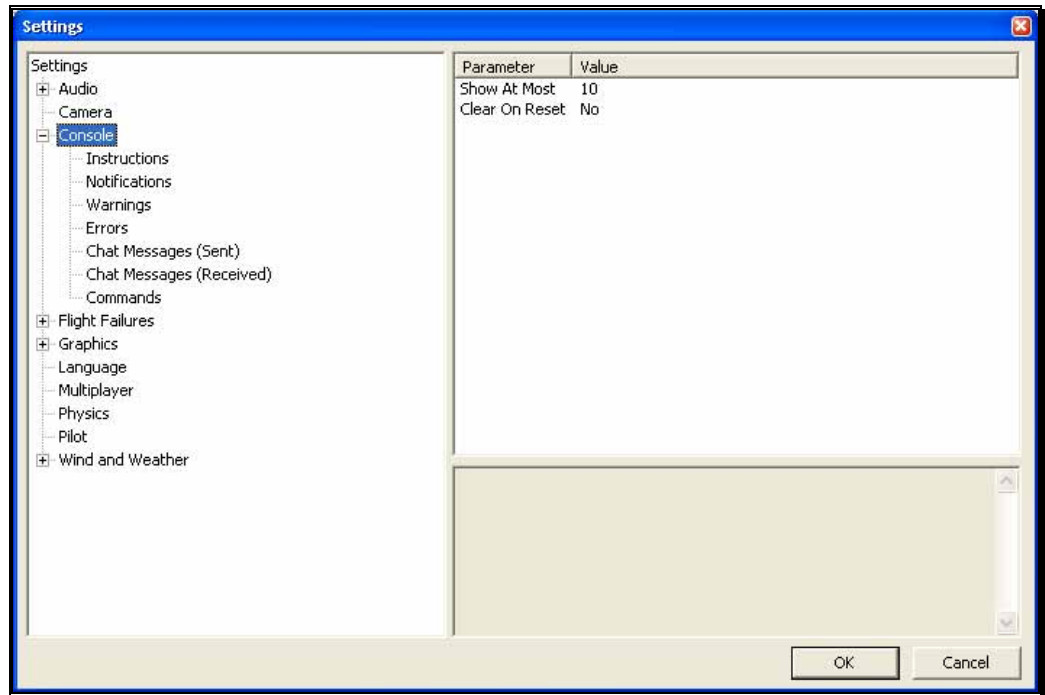 Settings
Settings
Audio
Camera
Console
Instructions
Notifications
Warnings
Errors
Chat Messages (Sent)
Chat Messages (Received)
Commands
Flight Failures
Graphics
Language
Multiplayer
Physics
Pilot
Wind and Weather
Parameter Value
Show At Most 10
Clear On Reset No
OK Cancel